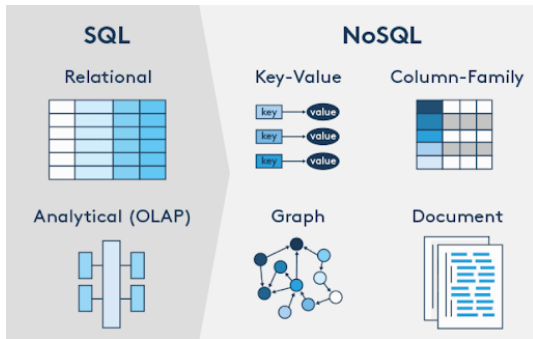 SQL
NoSQL
Relational
Key-Value
Column-Family
key
value
key
value
key
value
Analytical (OLAP)
Graph
Document